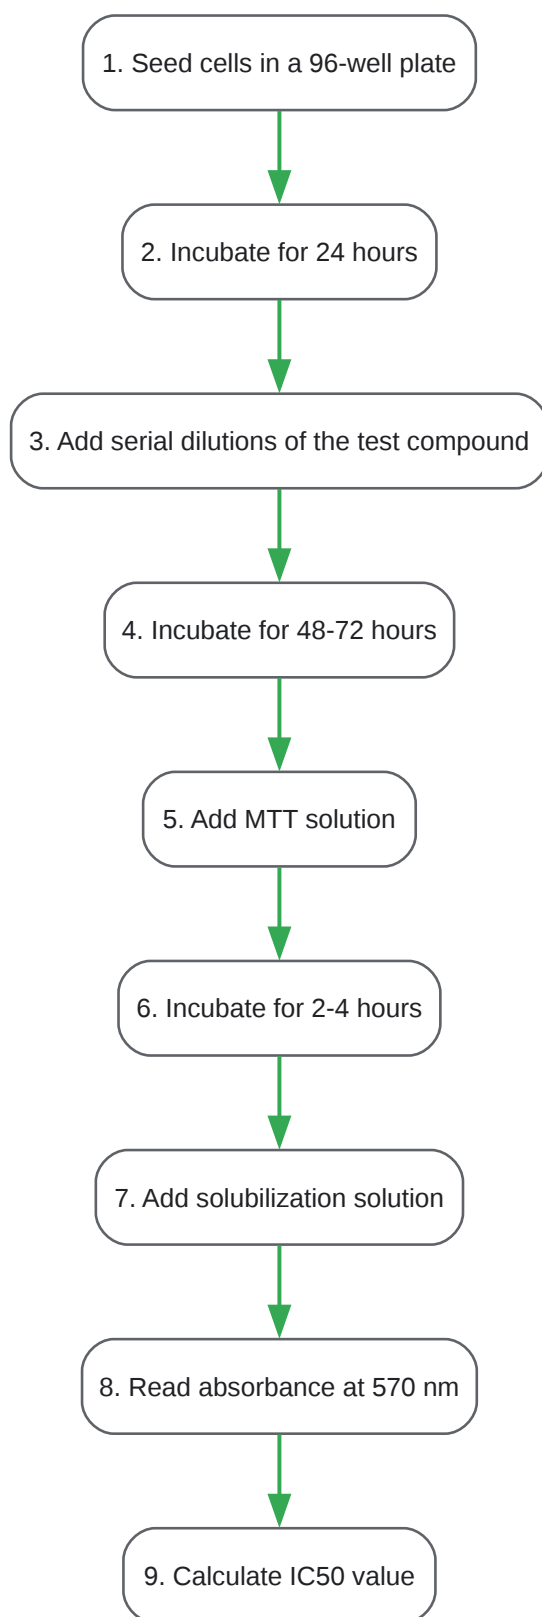 1. Seed cells in a 96-well plate
2. Incubate for 24 hours
3. Add serial dilutions of the test compound
4. Incubate for 48-72 hours
5. Add MTT solution
6. Incubate for 2-4 hours
7. Add solubilization solution
8. Read absorbance at 570 nm
9. Calculate IC50 value